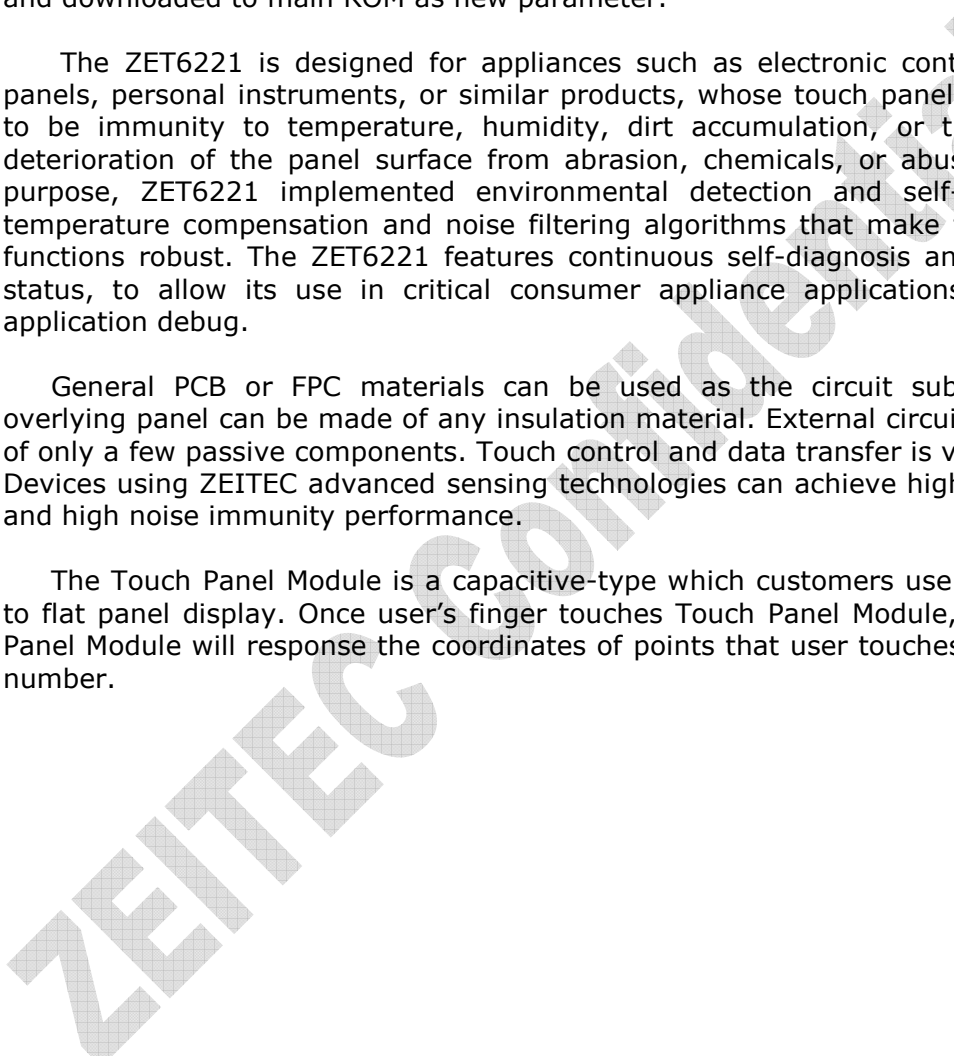 and downloaded to main ROM as new parameter.
The ZET6221 is designed for appliances such as electronic cont
panels, personal instruments, or similar products, whose touch panel
to be immunity to temperature, humidity, dirt accumulation, or t
deterioration of the panel surface from abrasion, chemicals, or abus
purpose, ZET6221 implemented environmental detection and self-
temperature compensation and noise filtering algorithms that make
functions robust. The ZET6221 features continuous self-diagnosis an
status, to allow its use in critical consumer appliance applications
application debug.
General PCB or FPC materials can be used as the circuit sub
overlying panel can be made of any insulation material. External circui
of only a few passive components. Touch control and data transfer is v
Devices using ZEITEC advanced sensing technologies can achieve high
and high noise immunity performance.
The Touch Panel Module is a capacitive-type which customers use
to flat panel display. Once user’s finger touches Touch Panel Module,
Panel Module will response the coordinates of points that user touches
number.
ZEITEC Confidential